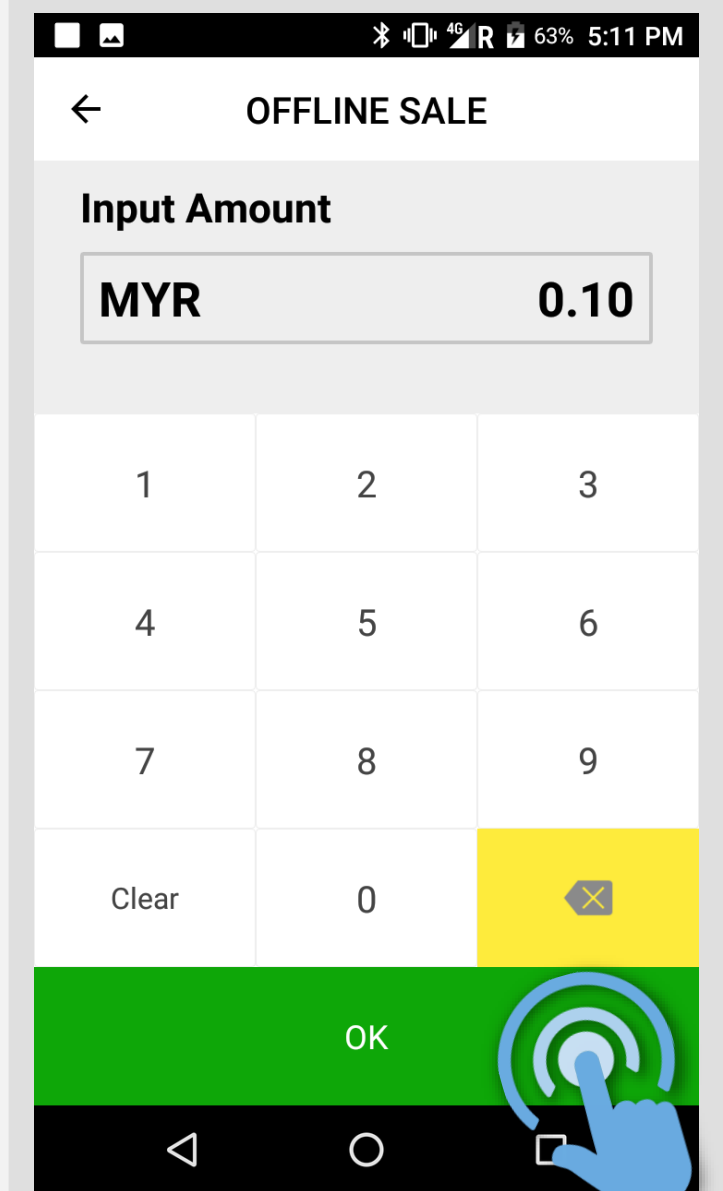 4G R 63% 5:11 PM
OFFLINE SALE
Input Amount
MYR 0.10
1 2 3
4 5 6
7 8 9
Clear 0
OK